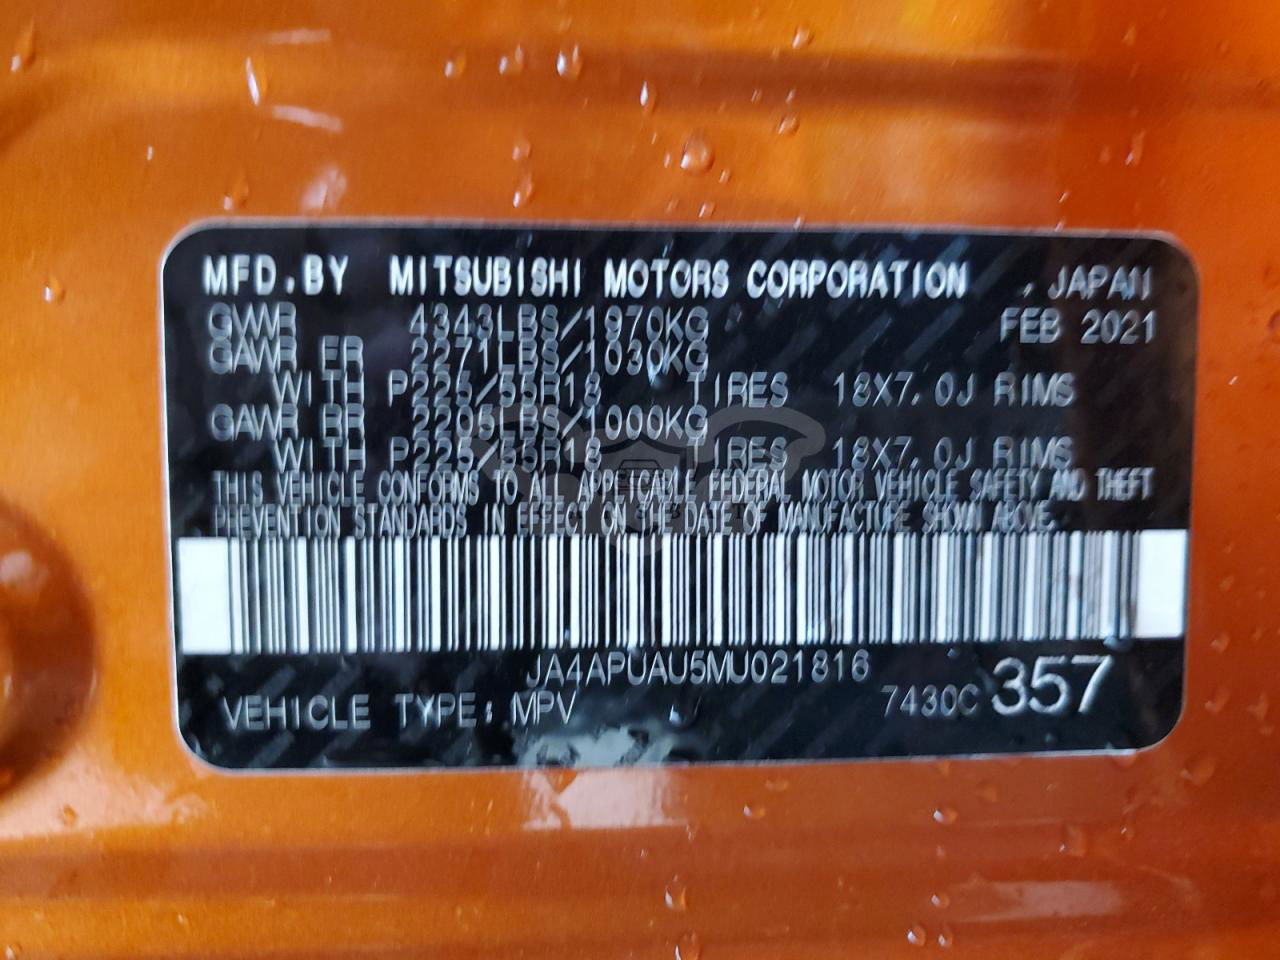 MFD.BY MITSUBISHI MOTORS CORPORATION JAPAN
GVWR 4343LBS/1970KG FEB 2021
GAWR FR 2271LBS/1030KG
WITH P225/55R18 TIRES 18X7.0J RIMS
GAWR RR 2205LBS/1000KG
WITH P225/55R18 TIRES 18X7.0J RIMS
THIS VEHICLE CONFORMS TO ALL APPLICABLE FEDERAL MOTOR VEHICLE SAFETY AND THEFT
PREVENTION STANDARDS IN EFFECT ON THE DATE OF MANUFACTURE SHOWN ABOVE.
JA4APUAU5MU021816
VEHICLE TYPE: MPV 7430C 357